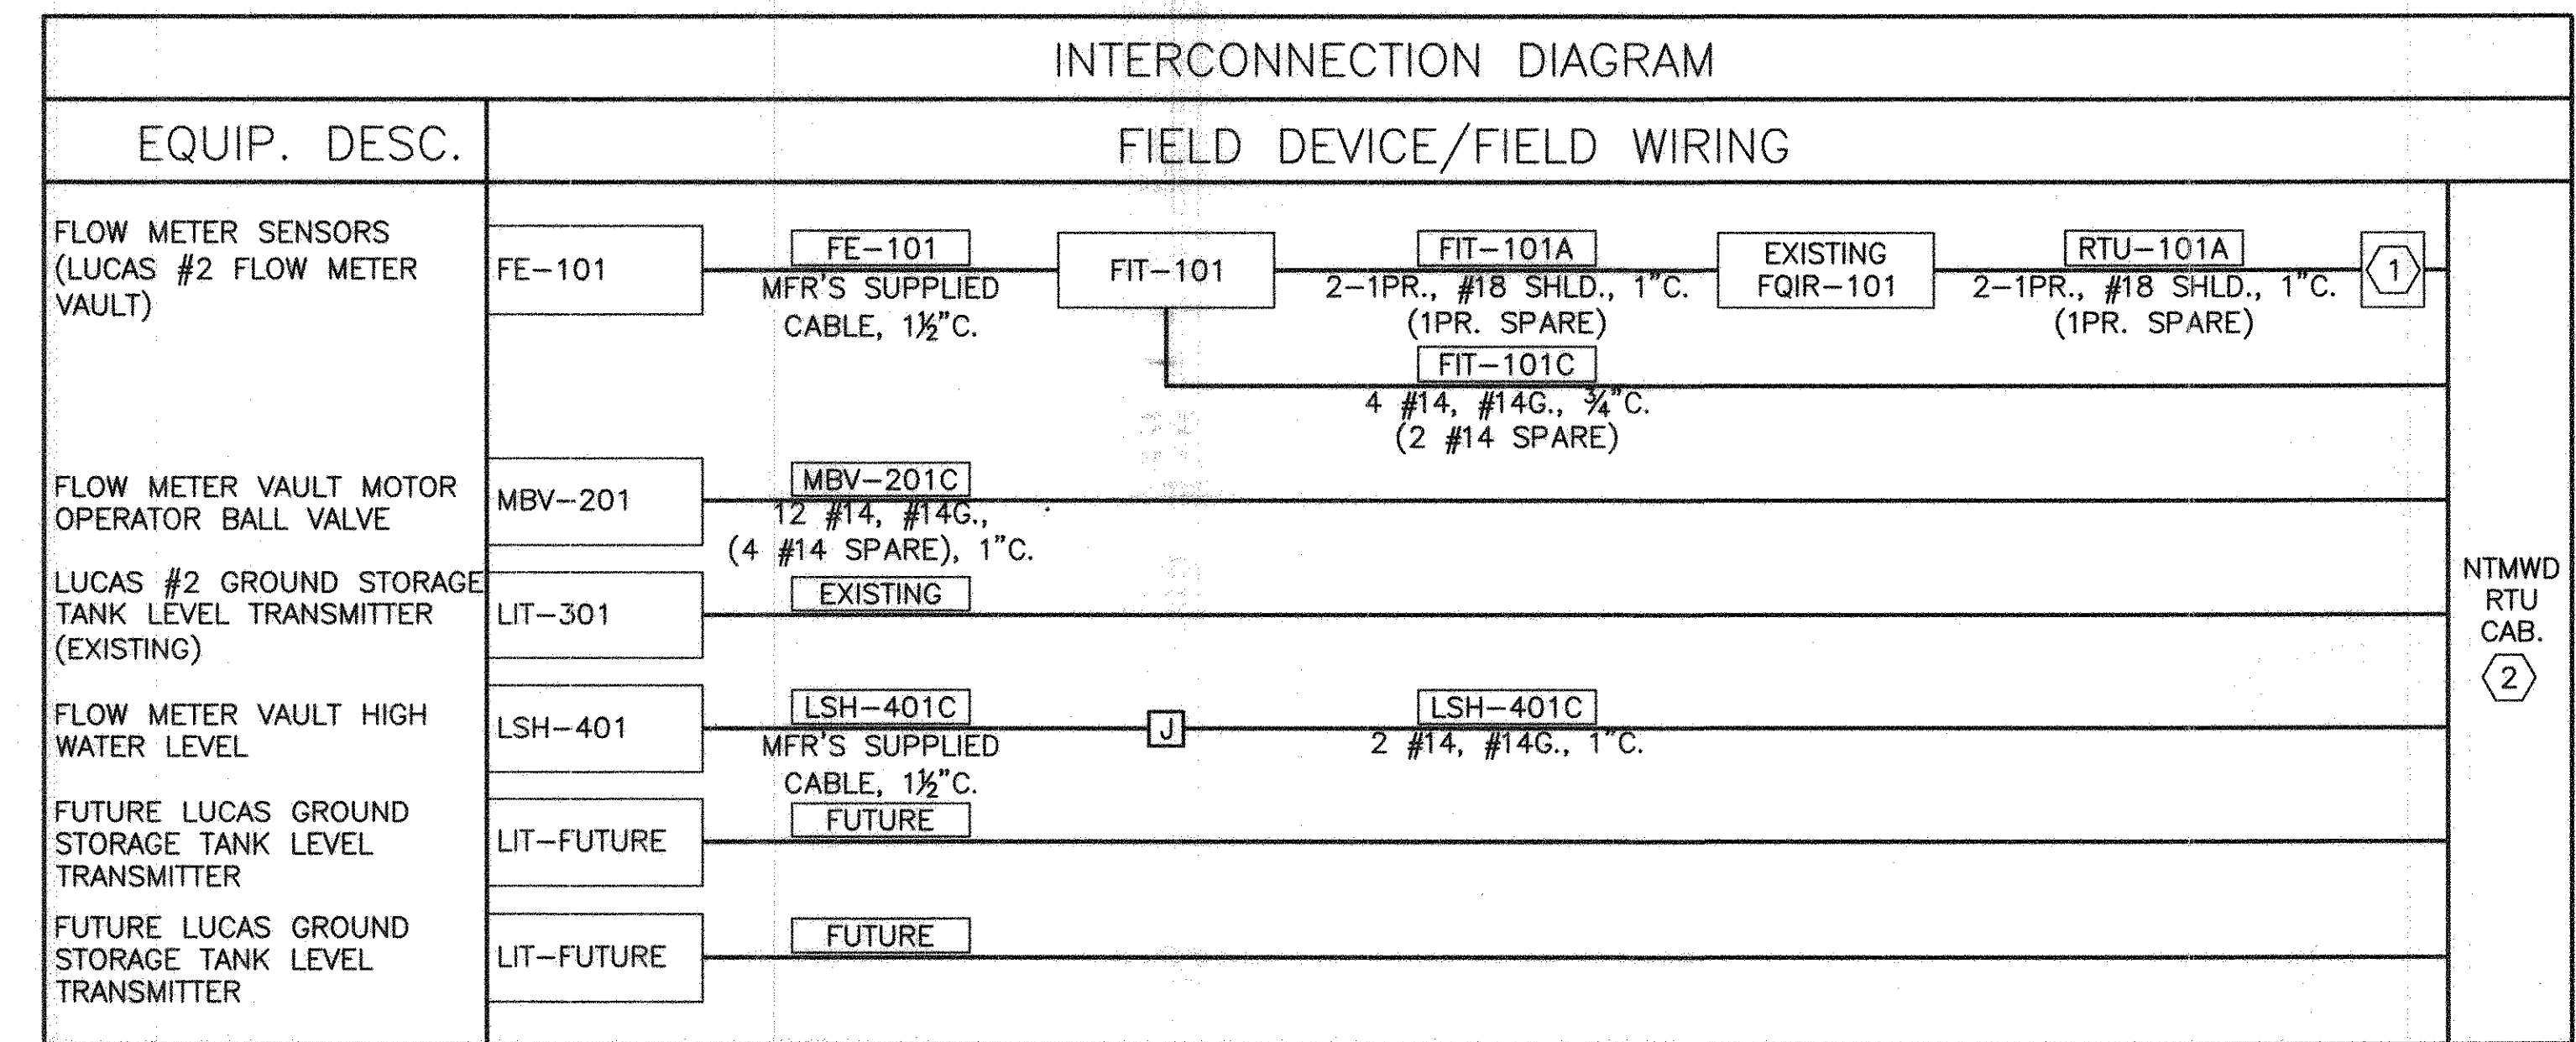 INTERCONNECTION DIAGRAM
EQUIP. DESC.
FIELD DEVICE/FIELD WIRING
FLOW METER SENSORS
(LUCAS #2 FLOW METER
VAULT)
FE-101
FE-101
MFR'S SUPPLIED
CABLE, 1½"C.
FIT-101
FIT-101A
2-1PR., #18 SHLD., 1"C.
(1PR. SPARE)
EXISTING
FQIR-101
RTU-101A
2-1PR., #18 SHLD., 1"C.
(1PR. SPARE)
1
FIT-101C
4 #14, #14G., ¾"C.
(2 #14 SPARE)
FLOW METER VAULT MOTOR
OPERATOR BALL VALVE
MBV-201
MBV-201C
12 #14, #14G.,
(4 #14 SPARE), 1"C.
LUCAS #2 GROUND STORAGE
TANK LEVEL TRANSMITTER
(EXISTING)
LIT-301
EXISTING
NTMWD
RTU
CAB.
2
FLOW METER VAULT HIGH
WATER LEVEL
LSH-401
LSH-401C
MFR'S SUPPLIED
CABLE, 1½"C.
J
LSH-401C
2 #14, #14G., 1"C.
FUTURE LUCAS GROUND
STORAGE TANK LEVEL
TRANSMITTER
LIT-FUTURE
FUTURE
FUTURE LUCAS GROUND
STORAGE TANK LEVEL
TRANSMITTER
LIT-FUTURE
FUTURE